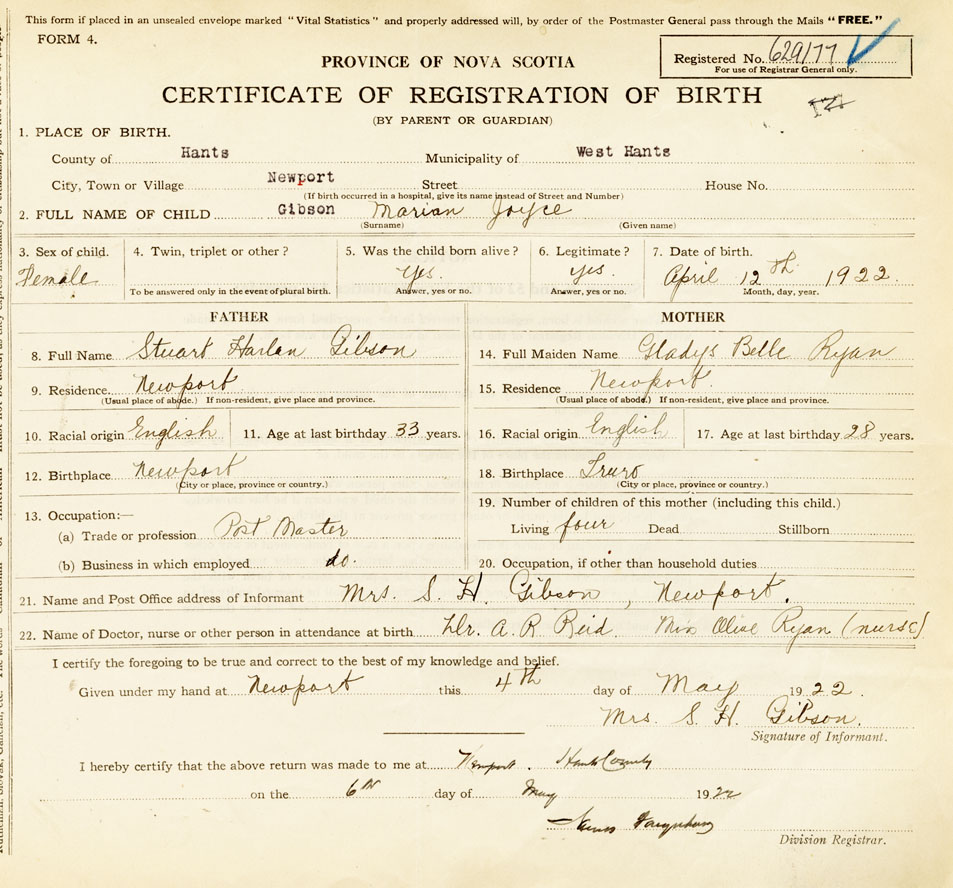 This form if placed in an unsealed envelope marked "Vital Statistics" and properly addressed will, by order of the Postmaster General pass through the Mails "FREE."
FORM 4.
Registered No. 629/77
For use of Registrar General only.
PROVINCE OF NOVA SCOTIA
CERTIFICATE OF REGISTRATION OF BIRTH
(BY PARENT OR GUARDIAN)
1. PLACE OF BIRTH.
County of Hants Municipality of West Hants
City, Town or Village Newport Street House No.
(If birth occurred in a hospital, give its name instead of Street and Number)
2. FULL NAME OF CHILD Gibson Marian Joyce
(Surname) (Given name)
3. Sex of child. 4. Twin, triplet or other? 5. Was the child born alive? 6. Legitimate? 7. Date of birth.
Female yes. yes. April 12th 1922.
To be answered only in the event of plural birth. Answer, yes or no. Answer, yes or no. Month, day, year.
FATHER MOTHER
8. Full Name Stuart Harlan Gibson 14. Full Maiden Name Gladys Belle Ryan
9. Residence Newport 15. Residence Newport.
(Usual place of abode.) If non-resident, give place and province. (Usual place of abode.) If non-resident, give place and province.
10. Racial origin English 11. Age at last birthday 33 years. 16. Racial origin English 17. Age at last birthday 28 years.
12. Birthplace Newport 18. Birthplace Truro
(City or place, province or country.) (City or place, province or country.)
19. Number of children of this mother (including this child.)
13. Occupation:—
(a) Trade or profession Post Master Living four Dead Stillborn
(b) Business in which employed do. 20. Occupation, if other than household duties
21. Name and Post Office address of Informant Mrs. S. H. Gibson, Newport.
22. Name of Doctor, nurse or other person in attendance at birth Dr. A. R Reid. Miss Olive Ryan (nurse)
I certify the foregoing to be true and correct to the best of my knowledge and belief.
Given under my hand at Newport this 4th day of May 1922.
Mrs. S. H. Gibson.
Signature of Informant.
I hereby certify that the above return was made to me at Newport. Hants County
on the 6th day of May 1922
Division Registrar.